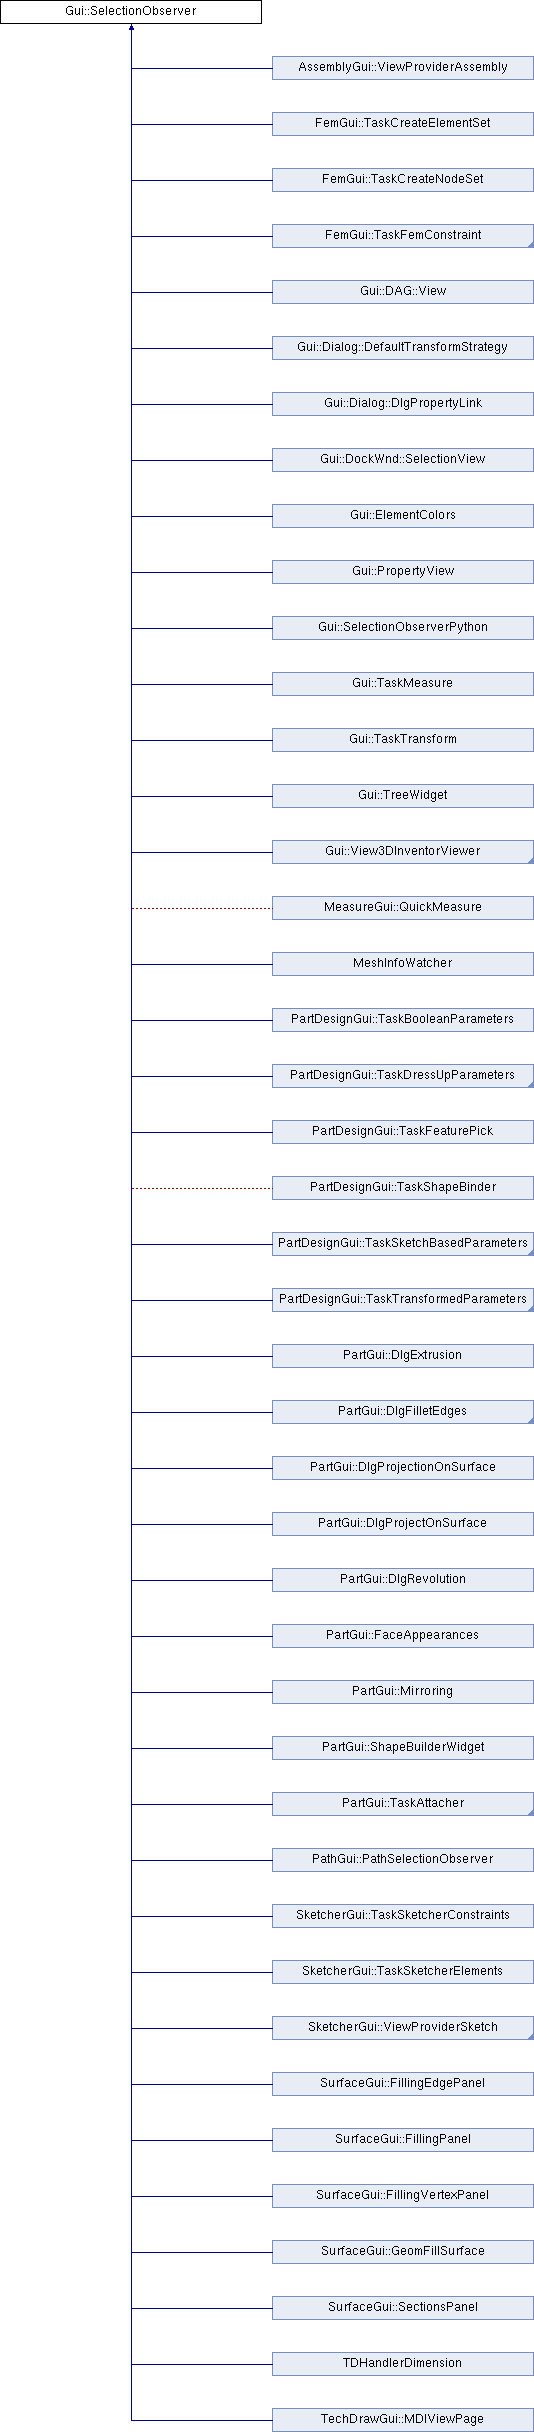 Gui::SelectionObserver
AssemblyGui::ViewProviderAssembly
FemGui::TaskCreateElementSet
FemGui::TaskCreateNodeSet
FemGui::TaskFemConstraint
Gui::DAG::View
Gui::Dialog::DefaultTransformStrategy
Gui::Dialog::DlgPropertyLink
Gui::DockWnd::SelectionView
Gui::ElementColors
Gui::PropertyView
Gui::SelectionObserverPython
Gui::TaskMeasure
Gui::TaskTransform
Gui::TreeWidget
Gui::View3DInventorViewer
MeasureGui::QuickMeasure
MeshInfoWatcher
PartDesignGui::TaskBooleanParameters
PartDesignGui::TaskDressUpParameters
PartDesignGui::TaskFeaturePick
PartDesignGui::TaskShapeBinder
PartDesignGui::TaskSketchBasedParameters
PartDesignGui::TaskTransformedParameters
PartGui::DlgExtrusion
PartGui::DlgFilletEdges
PartGui::DlgProjectionOnSurface
PartGui::DlgProjectOnSurface
PartGui::DlgRevolution
PartGui::FaceAppearances
PartGui::Mirroring
PartGui::ShapeBuilderWidget
PartGui::TaskAttacher
PathGui::PathSelectionObserver
SketcherGui::TaskSketcherConstraints
SketcherGui::TaskSketcherElements
SketcherGui::ViewProviderSketch
SurfaceGui::FillingEdgePanel
SurfaceGui::FillingPanel
SurfaceGui::FillingVertexPanel
SurfaceGui::GeomFillSurface
SurfaceGui::SectionsPanel
TDHandlerDimension
TechDrawGui::MDIViewPage